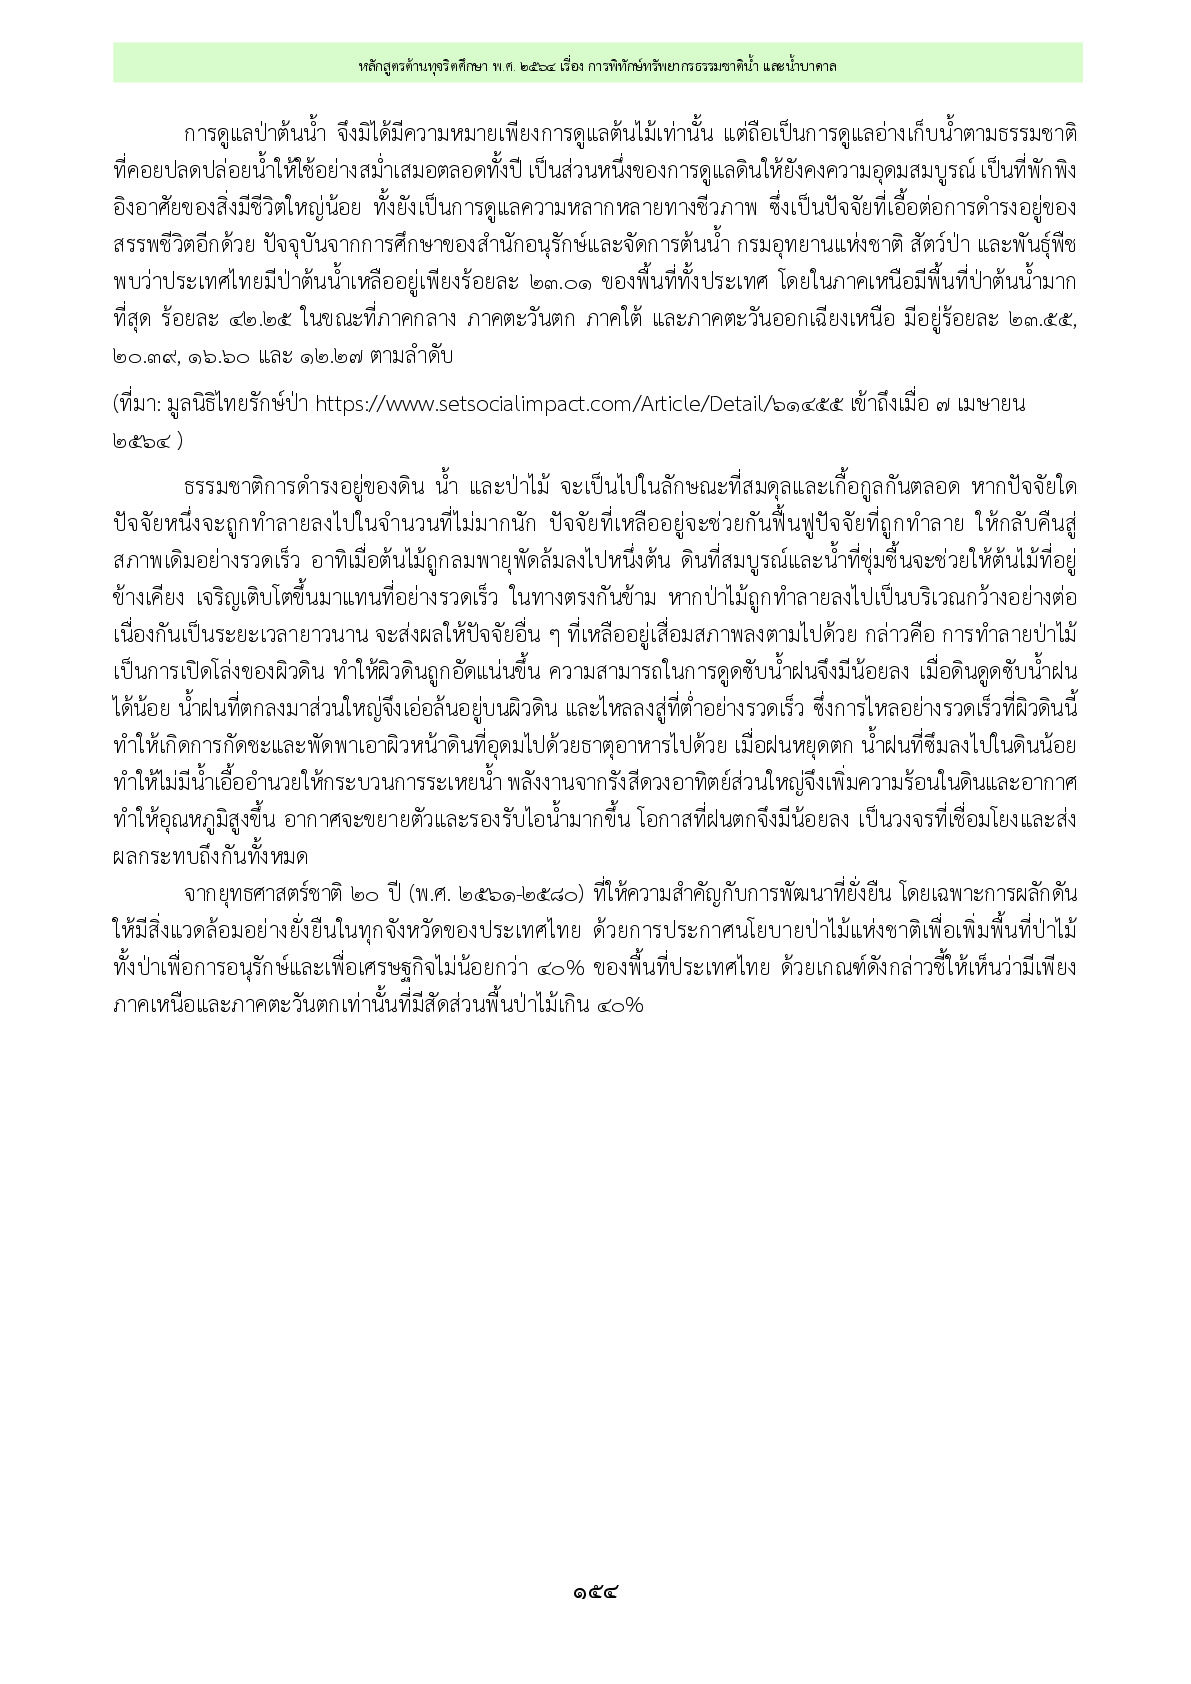 หลักสูตรต้านทุจริตศึกษา พ.ศ. ๒๕๖๔ เรื่อง การพิทักษ์ทรัพยากรธรรมชาติน้ำ และน้ำบาดาล
การดูแลป่าต้นน้ำ จึงมิได้มีความหมายเพียงการดูแลต้นไม้เท่านั้น แต่ถือเป็นการดูแลอ่างเก็บน้ำตามธรรมชาติ
ที่คอยปลดปล่อยน้ำให้ใช้อย่างสม่ำเสมอตลอดทั้งปี เป็นส่วนหนึ่งของการดูแลดินให้ยังคงความอุดมสมบูรณ์ เป็นที่พักพิง
อิงอาศัยของสิ่งมีชีวิตใหญ่น้อย ทั้งยังเป็นการดูแลความหลากหลายทางชีวภาพ ซึ่งเป็นปัจจัยที่เอื้อต่อการดำรงอยู่ของ
สรรพชีวิตอีกด้วย ปัจจุบันจากการศึกษาของสำนักอนุรักษ์และจัดการต้นน้ำ กรมอุทยานแห่งชาติ สัตว์ป่า และพันธุ์พืช
พบว่าประเทศไทยมีป่าต้นน้ำเหลืออยู่เพียงร้อยละ ๒๓.๐๑ ของพื้นที่ทั้งประเทศ โดยในภาคเหนือมีพื้นที่ป่าต้นน้ำมาก
ที่สุด ร้อยละ ๔๒.๒๕ ในขณะที่ภาคกลาง ภาคตะวันตก ภาคใต้ และภาคตะวันออกเฉียงเหนือ มีอยู่ร้อยละ ๒๓.๕๕,
๒๐.๓๙, ๑๖.๖๐ และ ๑๒.๒๗ ตามลำดับ
(ที่มา: มูลนิธิไทยรักษ์ป่า https://www.setsocialimpact.com/Article/Detail/๖๑๔๕๕ เข้าถึงเมื่อ ๗ เมษายน
๒๕๖๔ )
ธรรมชาติการดำรงอยู่ของดิน น้ำ และป่าไม้ จะเป็นไปในลักษณะที่สมดุลและเกื้อกูลกันตลอด หากปัจจัยใด
ปัจจัยหนึ่งจะถูกทำลายลงไปในจำนวนที่ไม่มากนัก ปัจจัยที่เหลืออยู่จะช่วยกันฟื้นฟูปัจจัยที่ถูกทำลาย ให้กลับคืนสู่
สภาพเดิมอย่างรวดเร็ว อาทิเมื่อต้นไม้ถูกลมพายุพัดล้มลงไปหนึ่งต้น ดินที่สมบูรณ์และน้ำที่ชุ่มชื้นจะช่วยให้ต้นไม้ที่อยู่
ข้างเคียง เจริญเติบโตขึ้นมาแทนที่อย่างรวดเร็ว ในทางตรงกันข้าม หากป่าไม้ถูกทำลายลงไปเป็นบริเวณกว้างอย่างต่อ
เนื่องกันเป็นระยะเวลายาวนาน จะส่งผลให้ปัจจัยอื่น ๆ ที่เหลืออยู่เสื่อมสภาพลงตามไปด้วย กล่าวคือ การทำลายป่าไม้
เป็นการเปิดโล่งของผิวดิน ทำให้ผิวดินถูกอัดแน่นขึ้น ความสามารถในการดูดซับน้ำฝนจึงมีน้อยลง เมื่อดินดูดซับน้ำฝน
ได้น้อย น้ำฝนที่ตกลงมาส่วนใหญ่จึงเอ่อล้นอยู่บนผิวดิน และไหลลงสู่ที่ต่ำอย่างรวดเร็ว ซึ่งการไหลอย่างรวดเร็วที่ผิวดินนี้
ทำให้เกิดการกัดชะและพัดพาเอาผิวหน้าดินที่อุดมไปด้วยธาตุอาหารไปด้วย เมื่อฝนหยุดตก น้ำฝนที่ซึมลงไปในดินน้อย
ทำให้ไม่มีน้ำเอื้ออำนวยให้กระบวนการระเหยน้ำ พลังงานจากรังสีดวงอาทิตย์ส่วนใหญ่จึงเพิ่มความร้อนในดินและอากาศ
ทำให้อุณหภูมิสูงขึ้น อากาศจะขยายตัวและรองรับไอน้ำมากขึ้น โอกาสที่ฝนตกจึงมีน้อยลง เป็นวงจรที่เชื่อมโยงและส่ง
ผลกระทบถึงกันทั้งหมด
จากยุทธศาสตร์ชาติ ๒๐ ปี (พ.ศ. ๒๕๖๑-๒๕๘๐) ที่ให้ความสำคัญกับการพัฒนาที่ยั่งยืน โดยเฉพาะการผลักดัน
ให้มีสิ่งแวดล้อมอย่างยั่งยืนในทุกจังหวัดของประเทศไทย ด้วยการประกาศนโยบายป่าไม้แห่งชาติเพื่อเพิ่มพื้นที่ป่าไม้
ทั้งป่าเพื่อการอนุรักษ์และเพื่อเศรษฐกิจไม่น้อยกว่า ๔๐% ของพื้นที่ประเทศไทย ด้วยเกณฑ์ดังกล่าวชี้ให้เห็นว่ามีเพียง
ภาคเหนือและภาคตะวันตกเท่านั้นที่มีสัดส่วนพื้นป่าไม้เกิน ๔๐%
๑๕๔